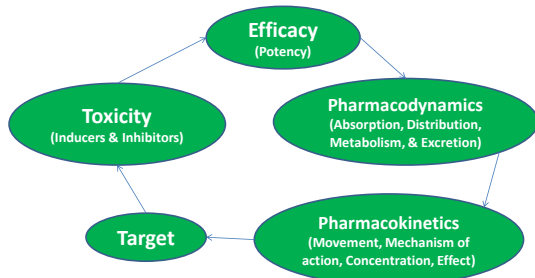 Efficacy
(Potency)
Pharmacodynamics
(Absorption, Distribution,
Metabolism, & Excretion)
Pharmacokinetics
(Movement, Mechanism of
action, Concentration, Effect)
Target
Toxicity
(Inducers & Inhibitors)